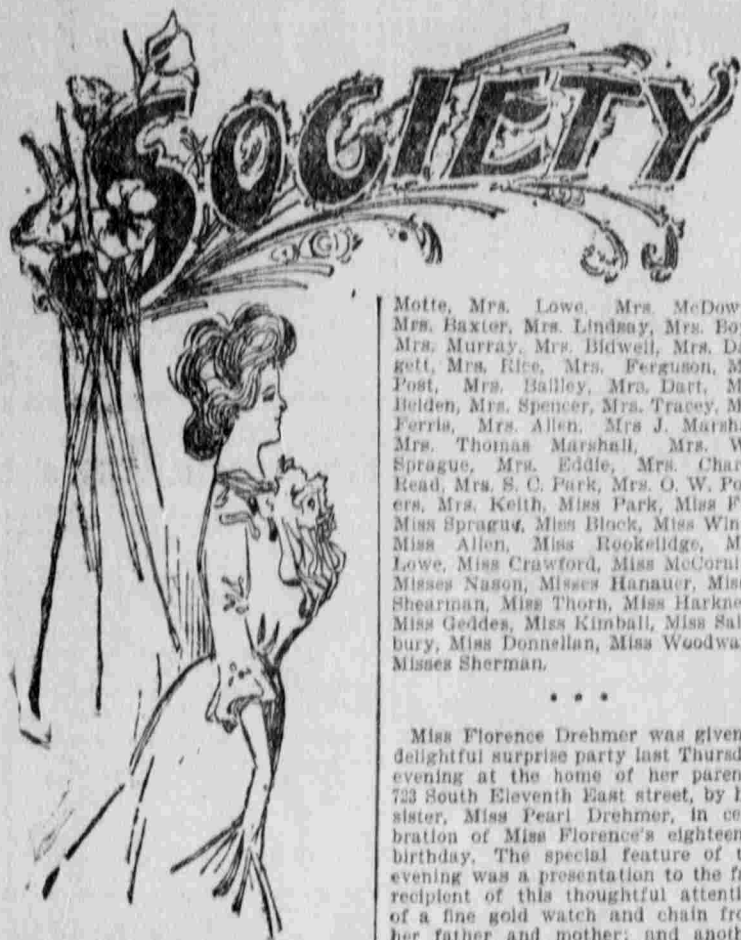 SOCIETY
Motte, Mrs. Lowe, Mrs. McDow
Mrs. Baxter, Mrs. Lindsay, Mrs. Bo
Mrs. Murray, Mrs. Bidwell, Mrs. Da
gett, Mrs. Rice, Mrs. Ferguson, M
Post, Mrs. Bailey, Mrs. Dart, M
Belden, Mrs. Spencer, Mrs. Tracey, M
Ferris, Mrs. Allen, Mrs J. Marsh
Mrs. Thomas Marshall, Mrs. W
Sprague, Mrs. Eddie, Mrs. Char
Read, Mrs. S. C. Park, Mrs. O. W. Po
ers, Mrs. Keith, Miss Park, Miss F
Miss Sprague, Miss Block, Miss Win
Miss Allen, Miss Rookelidge, M
Lowe, Miss Crawford, Miss McCorni
Misses Nason, Misses Hanauer, Miss
Shearman, Miss Thorn, Miss Harkne
Miss Geddes, Miss Kimball, Miss Sal
bury, Miss Donnellan, Miss Woodwa
Misses Sherman.
• • •
Miss Florence Drehmer was given
delightful surprise party last Thursd
evening at the home of her paren
723 South Eleventh East street, by h
sister, Miss Pearl Drehmer, in cele
bration of Miss Florence's eighteen
birthday. The special feature of t
evening was a presentation to the fa
recipient of this thoughtful attenti
of a fine gold watch and chain fro
her father and mother; and anoth